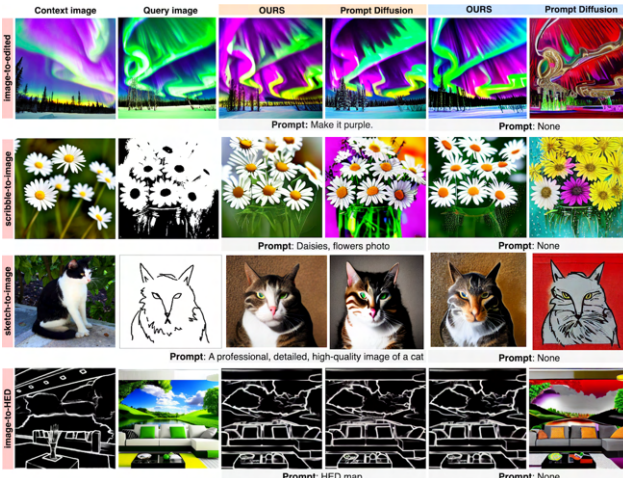 Context image Query image OURS Prompt Diffusion OURS Prompt Diffusion
image-to-edited
Prompt: Make it purple. Prompt: None
scribble-to-image
Prompt: Daisies, flowers photo Prompt: None
sketch-to-image
Prompt: A professional, detailed, high-quality image of a cat Prompt: None
image-to-HED
Prompt: HED map Prompt: None